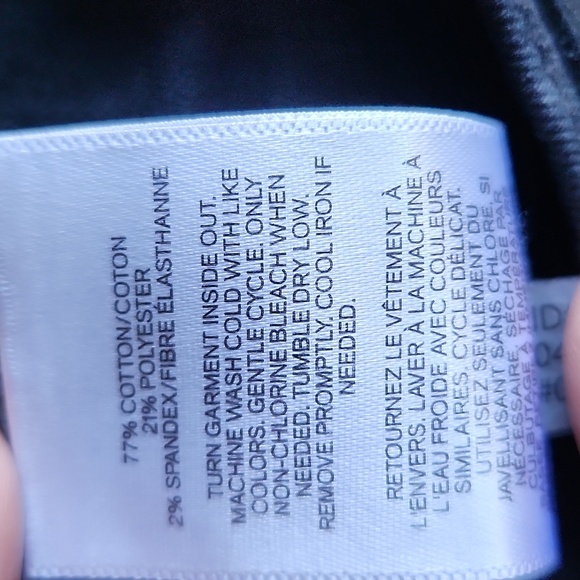 77% COTTON/COTON
21% POLYESTER
2% SPANDEX/FIBRE ÉLASTHANNE
TURN GARMENT INSIDE OUT.
MACHINE WASH COLD WITH LIKE
COLORS. GENTLE CYCLE. ONLY
NON-CHLORINE BLEACH WHEN
NEEDED. TUMBLE DRY LOW.
REMOVE PROMPTLY. COOL IRON IF
NEEDED.
RETOURNEZ LE VÊTEMENT À
L'ENVERS. LAVER À LA MACHINE À
L'EAU FROIDE AVEC COULEURS
SIMILAIRES. CYCLE DÉLICAT.
UTILISEZ SEULEMENT DU
JAVELLISANT SANS CHLORE, SI
NÉCESSAIRE. SÉCHAGE PAR
CULBUTAGE À TEMPÉRATURE